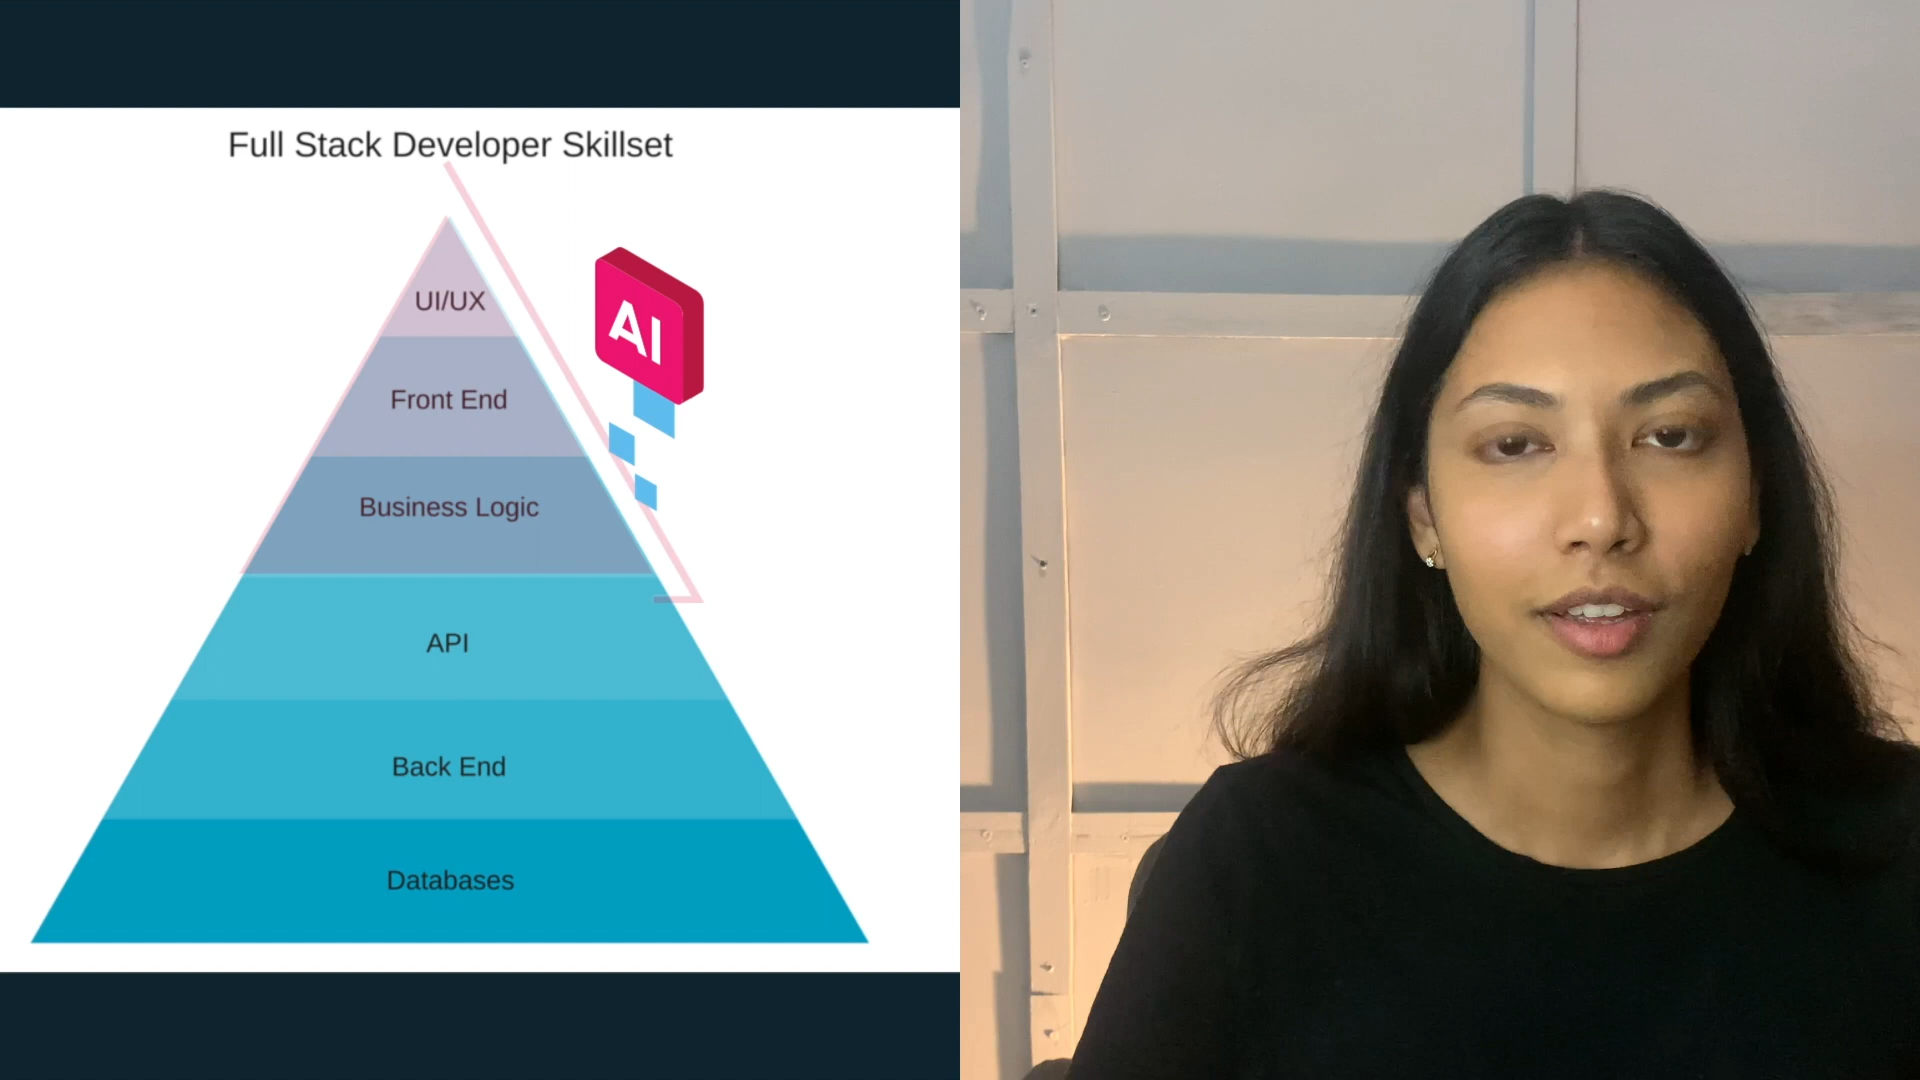 Full Stack Developer Skillset
AI
UI/UX
Front End
Business Logic
API
Back End
Databases